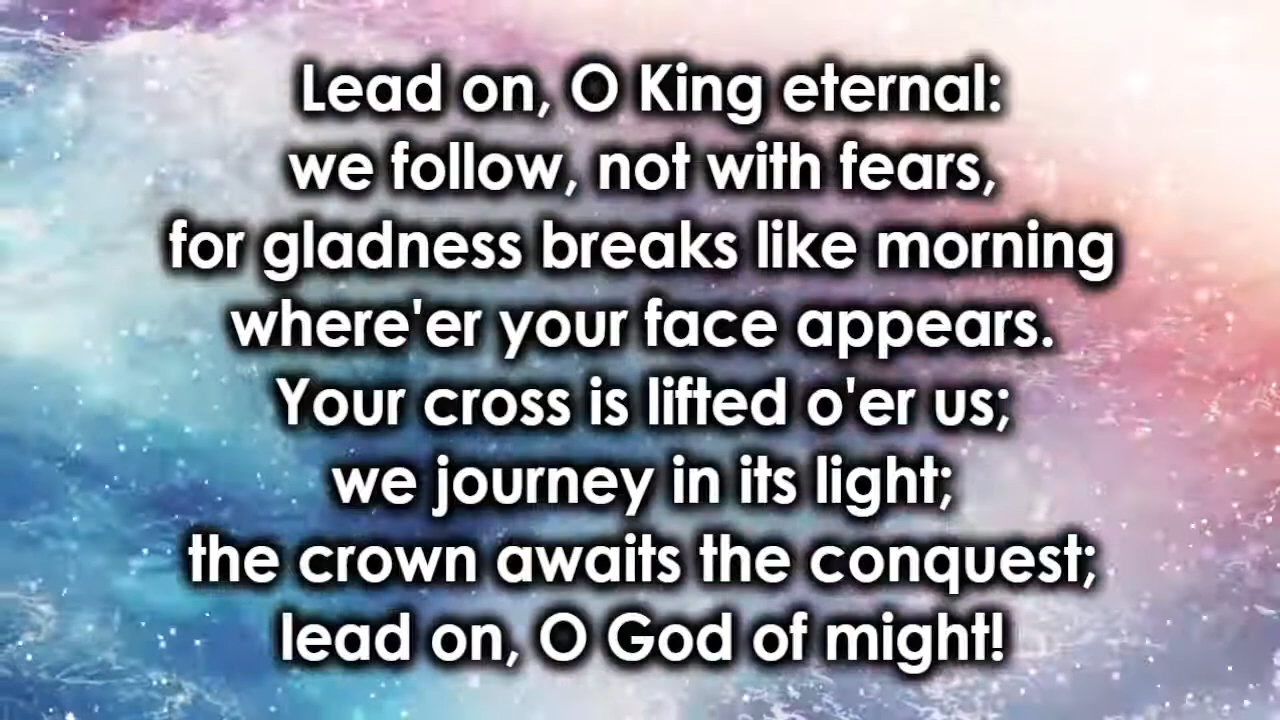 Lead on, O King eternal:
we follow, not with fears,
for gladness breaks like morning
where'er your face appears.
Your cross is lifted o'er us;
we journey in its light;
the crown awaits the conquest;
lead on, O God of might!